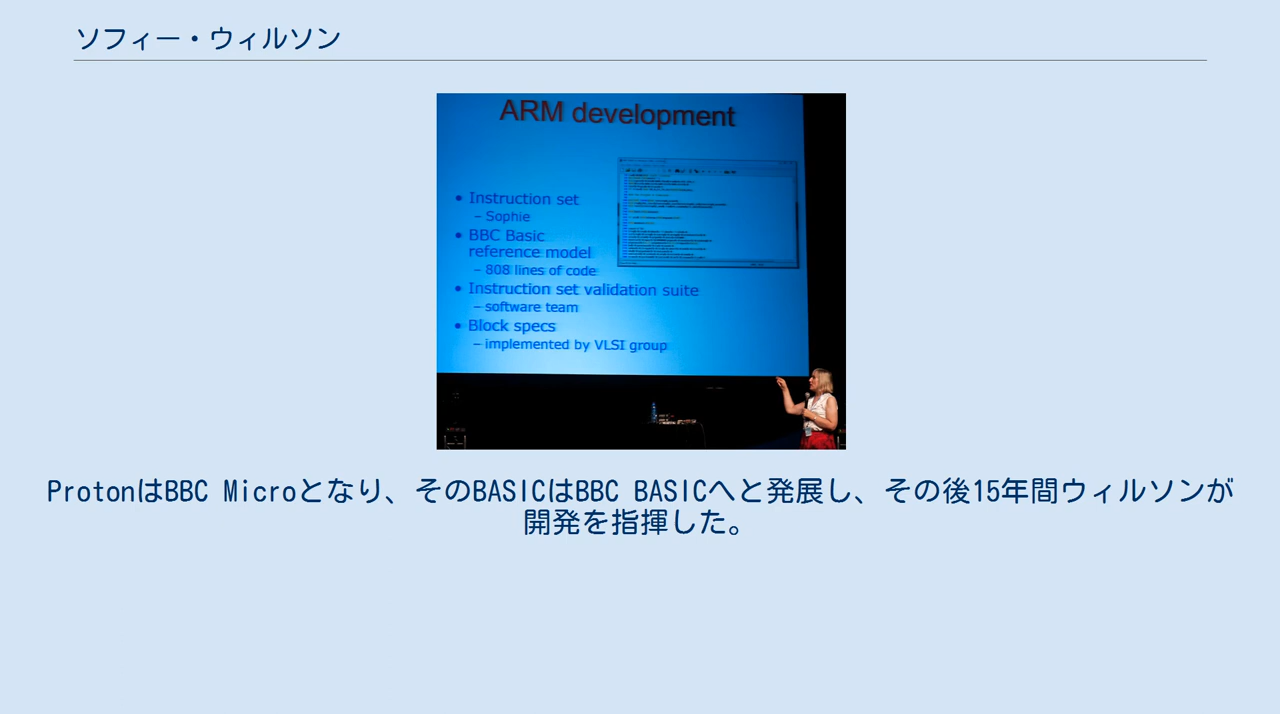 ソフィー・ウィルソン
ARM development
• Instruction set
– Sophie
• BBC Basic
reference model
– 808 lines of code
• Instruction set validation suite
– software team
• Block specs
– implemented by VLSI group
ProtonはBBC Microとなり、そのBASICはBBC BASICへと発展し、その後15年間ウィルソンが
開発を指揮した。